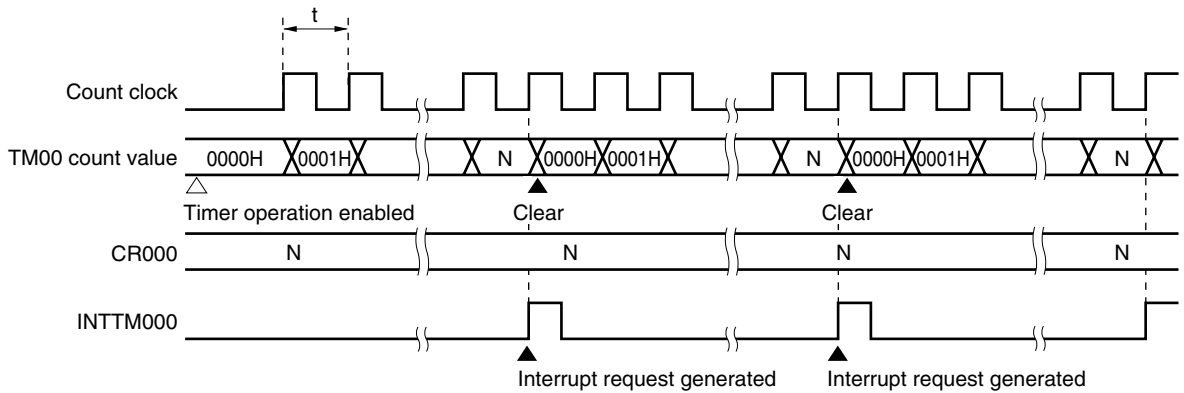 t
Count clock
TM00 count value 0000H 0001H N 0000H 0001H N 0000H 0001H N
Timer operation enabled Clear Clear
CR000 N N N N
INTTM000
Interrupt request generated Interrupt request generated